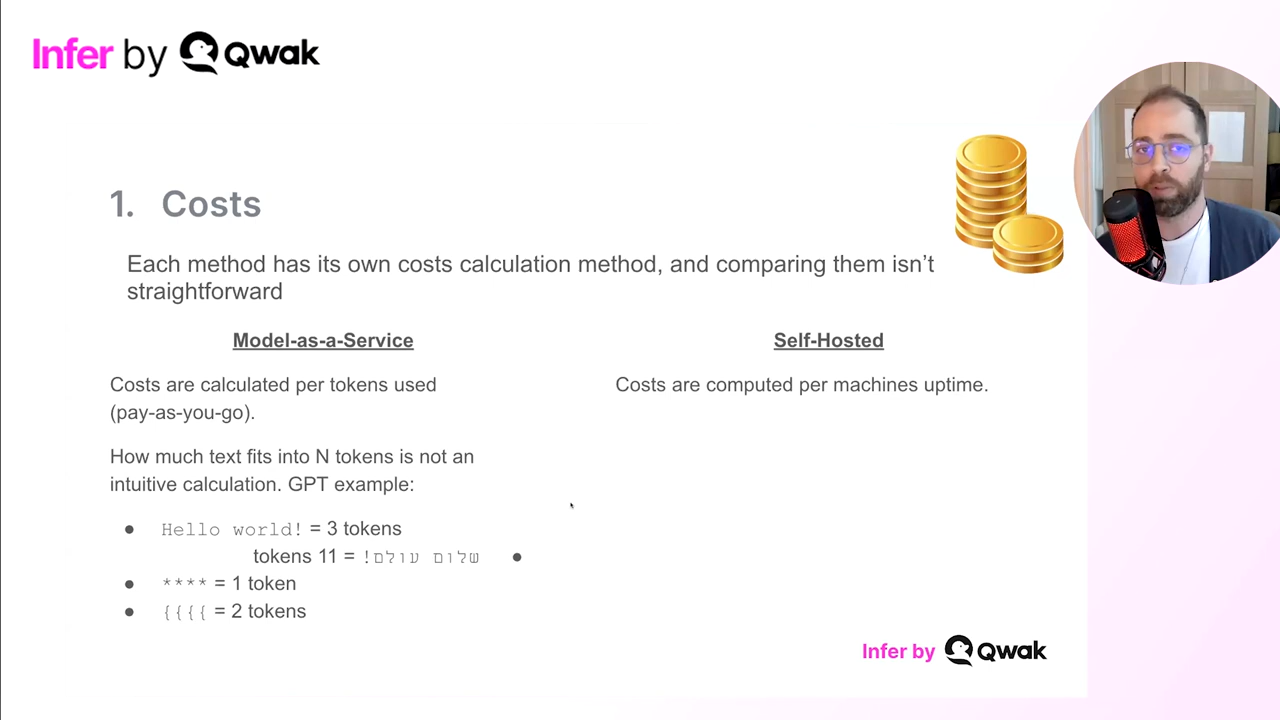 Infer by Qwak
1. Costs
Each method has its own costs calculation method, and comparing them isn't
straightforward
Model-as-a-Service
Costs are calculated per tokens used
(pay-as-you-go).
How much text fits into N tokens is not an
intuitive calculation. GPT example:
● Hello world! = 3 tokens
● שלום עולם! = 11 tokens
● **** = 1 token
● {{{{ = 2 tokens
Self-Hosted
Costs are computed per machines uptime.
Infer by Qwak